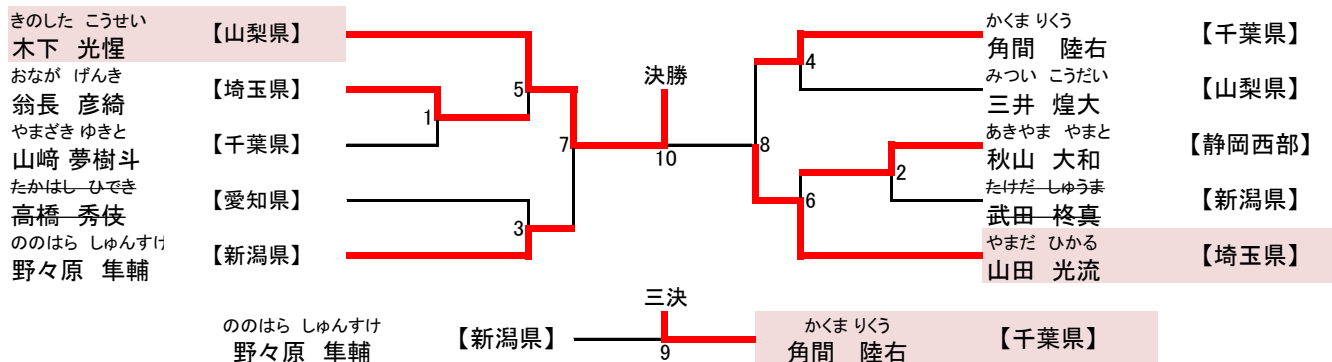 きのした こうせい
木下 光惺 【山梨県】
おなが げんき
翁長 彦綺 【埼玉県】
やまざき ゆきと
山﨑 夢樹斗 【千葉県】
たかはし ひでき
高橋 秀伎 【愛知県】
ののはら しゅんすけ
野々原 隼輔 【新潟県】
1
5
3
7
決勝
10
8
4
2
6
かくま りくう
角間 陸右 【千葉県】
みつい こうだい
三井 煌大 【山梨県】
あきやま やまと
秋山 大和 【静岡西部】
たけだ しゅうま
武田 柊真 【新潟県】
やまだ ひかる
山田 光流 【埼玉県】
三決
ののはら しゅんすけ
野々原 隼輔 【新潟県】
9
かくま りくう
角間 陸右 【千葉県】